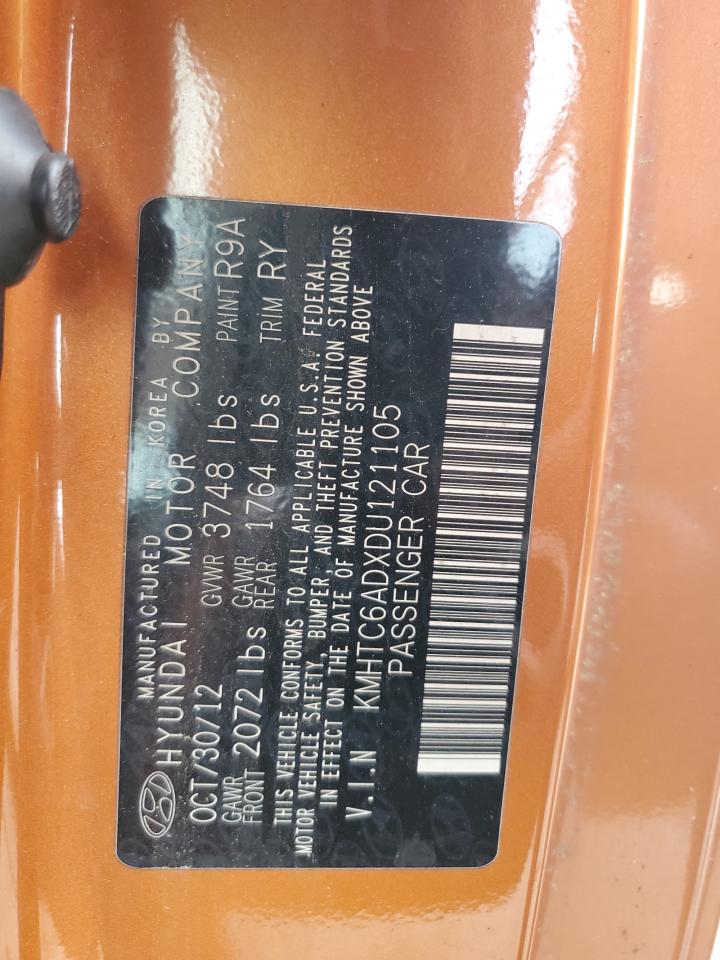 MANUFACTURED IN KOREA BY
HYUNDAI MOTOR COMPANY
OCT/30/12 GVWR 3748 lbs PAINT R9A
GAWR FRONT 2072 lbs GAWR REAR 1764 lbs TRIM RY
THIS VEHICLE CONFORMS TO ALL APPLICABLE U.S.A. FEDERAL
MOTOR VEHICLE SAFETY, BUMPER, AND THEFT PREVENTION STANDARDS
IN EFFECT ON THE DATE OF MANUFACTURE SHOWN ABOVE
V.I.N KMHTC6ADXDU121105
PASSENGER CAR